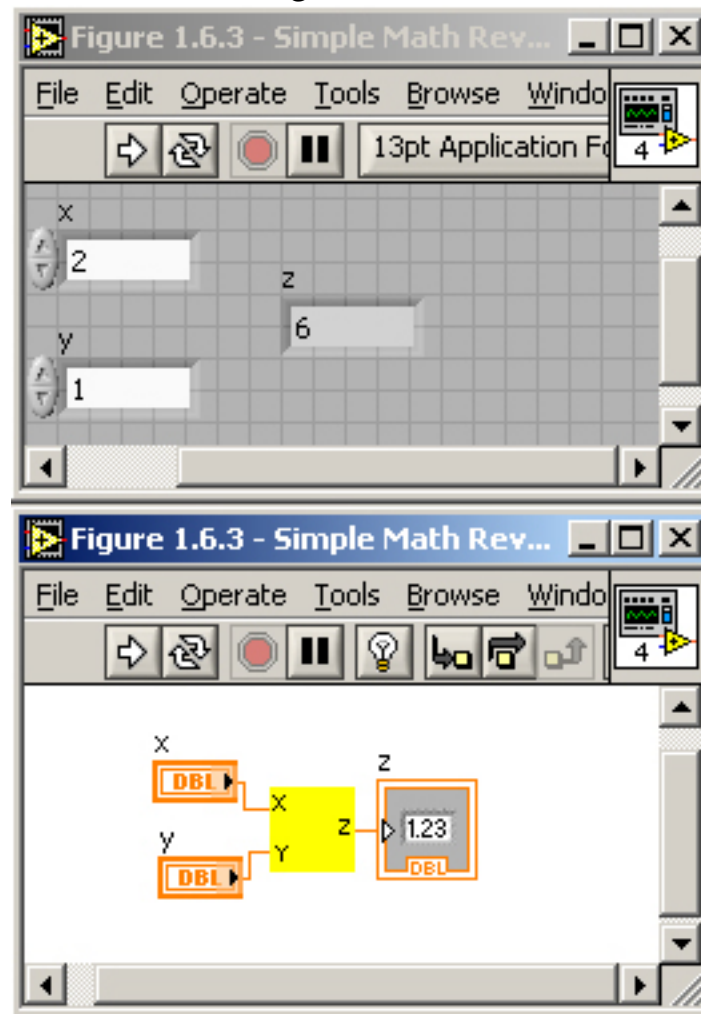 Figure 1.6.3 - Simple Math Rev...
File Edit Operate Tools Browse Windo
13pt Application Fo
4
x
2
z
6
y
1
Figure 1.6.3 - Simple Math Rev...
File Edit Operate Tools Browse Windo
4
x
DBL
z
X
Z
1.23
y
Y
DBL
DBL